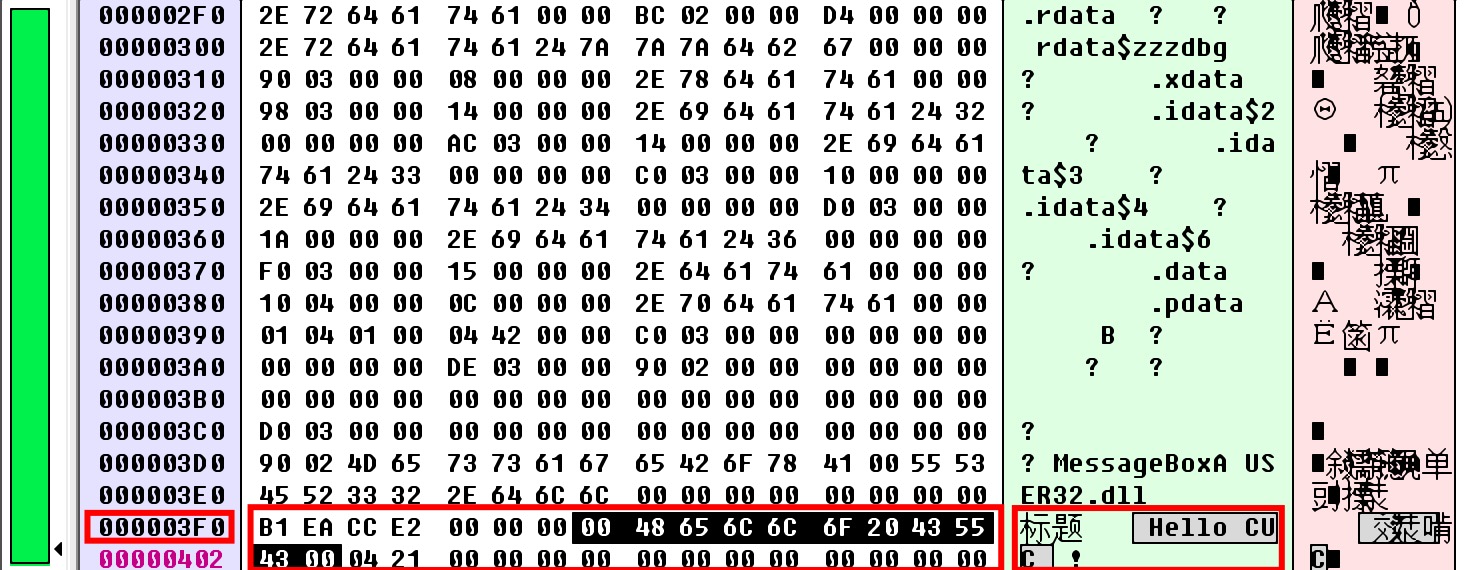 000002F0 2E 72 64 61 74 61 00 00 BC 02 00 00 D4 00 00 00 .rdata ? ?
00000300 2E 72 64 61 74 61 24 7A 7A 7A 64 62 67 00 00 00 rdata$zzzdbg
00000310 90 03 00 00 08 00 00 00 2E 78 64 61 74 61 00 00 ? .xdata
00000320 98 03 00 00 14 00 00 00 2E 69 64 61 74 61 24 32 ? .idata$2
00000330 00 00 00 00 AC 03 00 00 14 00 00 00 2E 69 64 61 ? .ida
00000340 74 61 24 33 00 00 00 00 C0 03 00 00 10 00 00 00 ta$3 ? π
00000350 2E 69 64 61 74 61 24 34 00 00 00 00 D0 03 00 00 .idata$4 ?
00000360 1A 00 00 00 2E 69 64 61 74 61 24 36 00 00 00 00 .idata$6
00000370 F0 03 00 00 15 00 00 00 2E 64 61 74 61 00 00 00 ? .data
00000380 10 04 00 00 0C 00 00 00 2E 70 64 61 74 61 00 00 .pdata
00000390 01 04 01 00 04 42 00 00 C0 03 00 00 00 00 00 00 B ? π
000003A0 00 00 00 00 DE 03 00 00 90 02 00 00 00 00 00 00 ? ?
000003B0 00 00 00 00 00 00 00 00 00 00 00 00 00 00 00 00
000003C0 D0 03 00 00 00 00 00 00 00 00 00 00 00 00 00 00 ?
000003D0 90 02 4D 65 73 73 61 67 65 42 6F 78 41 00 55 53 ? MessageBoxA US
000003E0 45 52 33 32 2E 64 6C 6C 00 00 00 00 00 00 00 00 ER32.dll
000003F0 B1 EA CC E2 00 00 00 00 48 65 6C 6C 6F 20 43 55 标题 Hello CU
00000402 43 00 04 21 00 00 00 00 00 00 00 00 00 00 00 00 C !